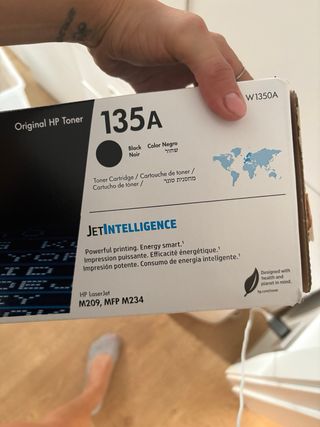 Original HP Toner
135A
W1350A
Black
Noir
Color Negro
שחור
Toner Cartridge / Cartouche de toner /
Cartucho de toner / מחסנית טונר
JETINTELLIGENCE
Powerful printing. Energy smart.¹
Impression puissante. Efficacité énergétique.¹
Impresión potente. Consumo de energía inteligente.¹
HP LaserJet
M209, MFP M234
Designed with
health and
planet in mind.